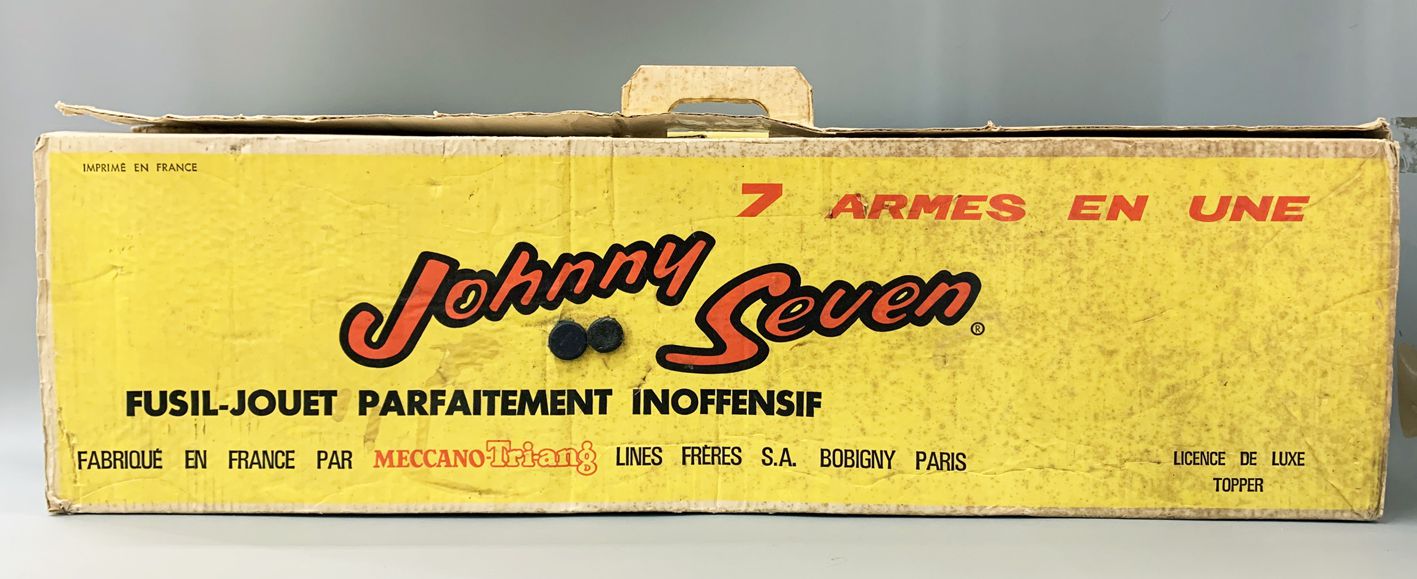 IMPRIMÉ EN FRANCE
7 ARMES EN UNE
Johnny Seven ®
FUSIL-JOUET PARFAITEMENT INOFFENSIF
FABRIQUÉ EN FRANCE PAR MECCANO Tri-ang LINES FRÈRES S.A. BOBIGNY PARIS
LICENCE DE LUXE
TOPPER